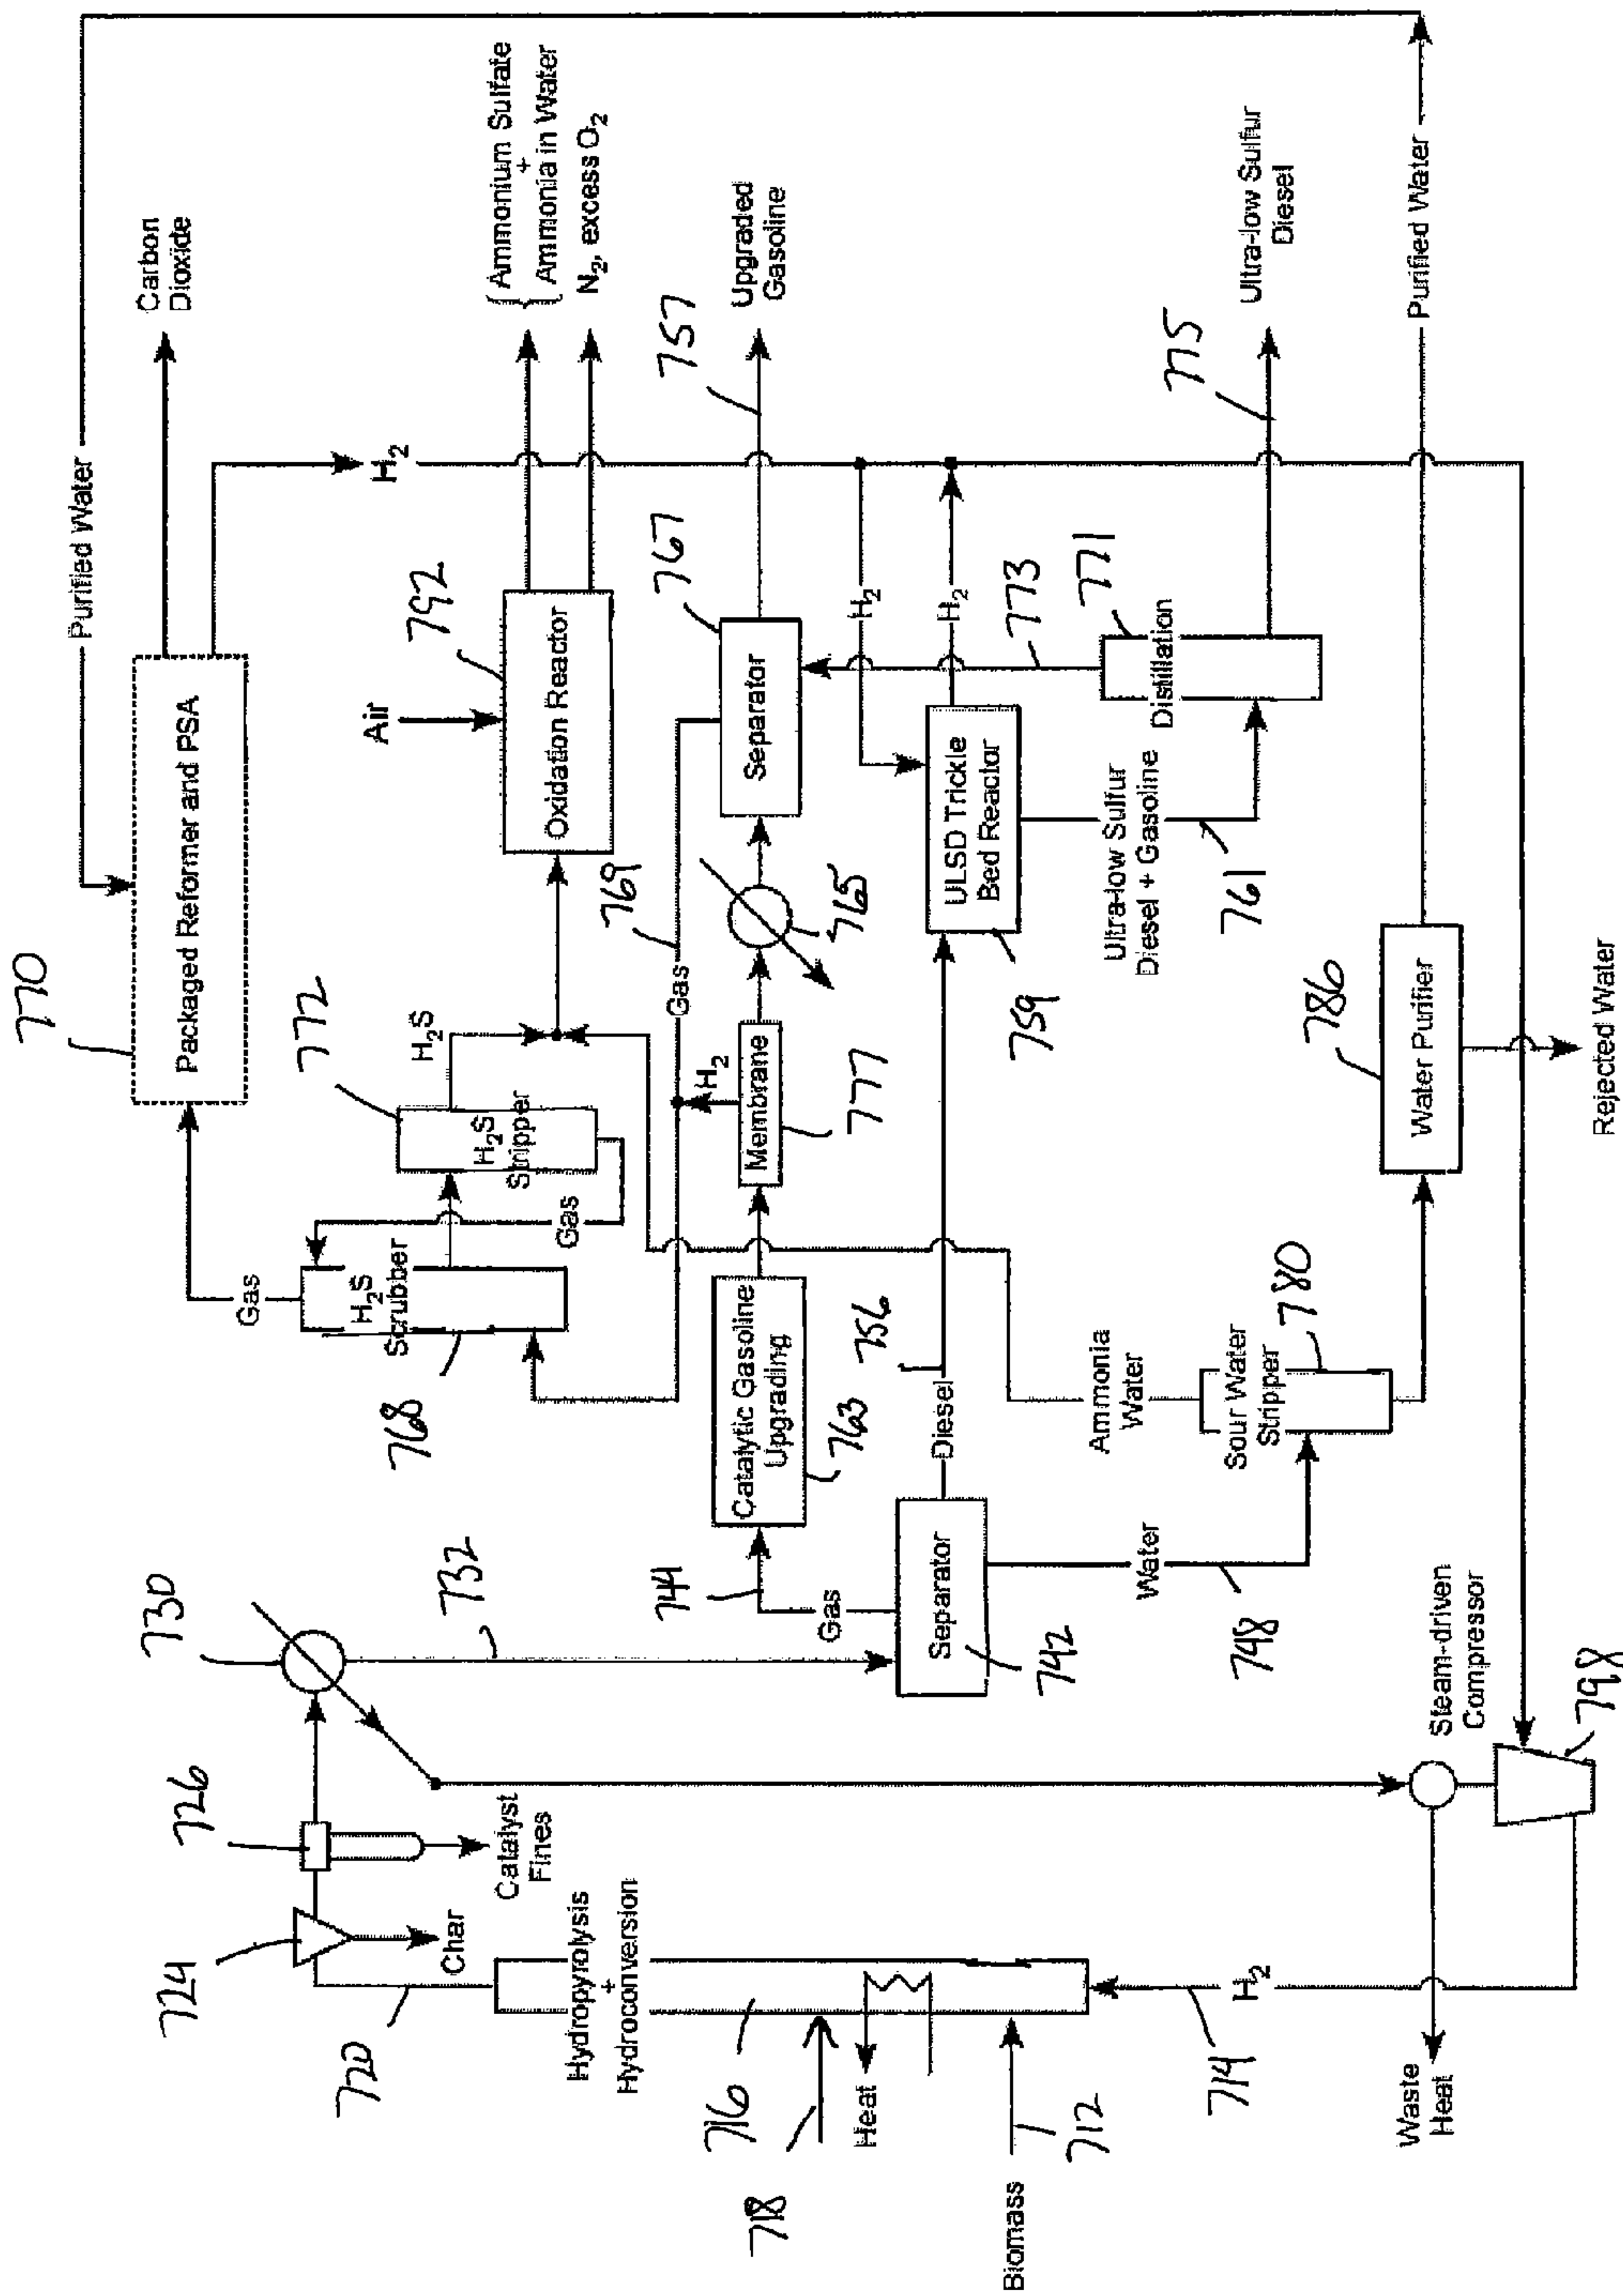 770
Purified Water
Packaged Reformer and PSA
Carbon
Dioxide
Gas
H₂S
Scrubber
768
772
H₂S
Stripper
Gas
H₂S
Air
792
Oxidation Reactor
H₂
{Ammonium Sulfate
+
Ammonia in Water
N₂, excess O₂
730
732
726
724
720
Catalyst
Fines
Char
744
Gas
Catalytic Gasoline
Upgrading
763
Gas
769
H₂
Membrane
777
765
767
Separator
757
Upgraded
Gasoline
Separator
742
Diesel
756
ULSD Trickle
Bed Reactor
759
H₂
H₂
773
771
Distillation
Ultra-low Sulfur
Diesel + Gasoline
761
775
Ultra-low Sulfur
Diesel
Hydropyrolysis
+
Hydroconversion
716
718
Heat
Biomass
712
714
H₂
Water
748
Ammonia
Water
Sour Water
Stripper
780
786
Water Purifier
Purified Water
Rejected Water
Waste
Heat
Steam-driven
Compressor
798